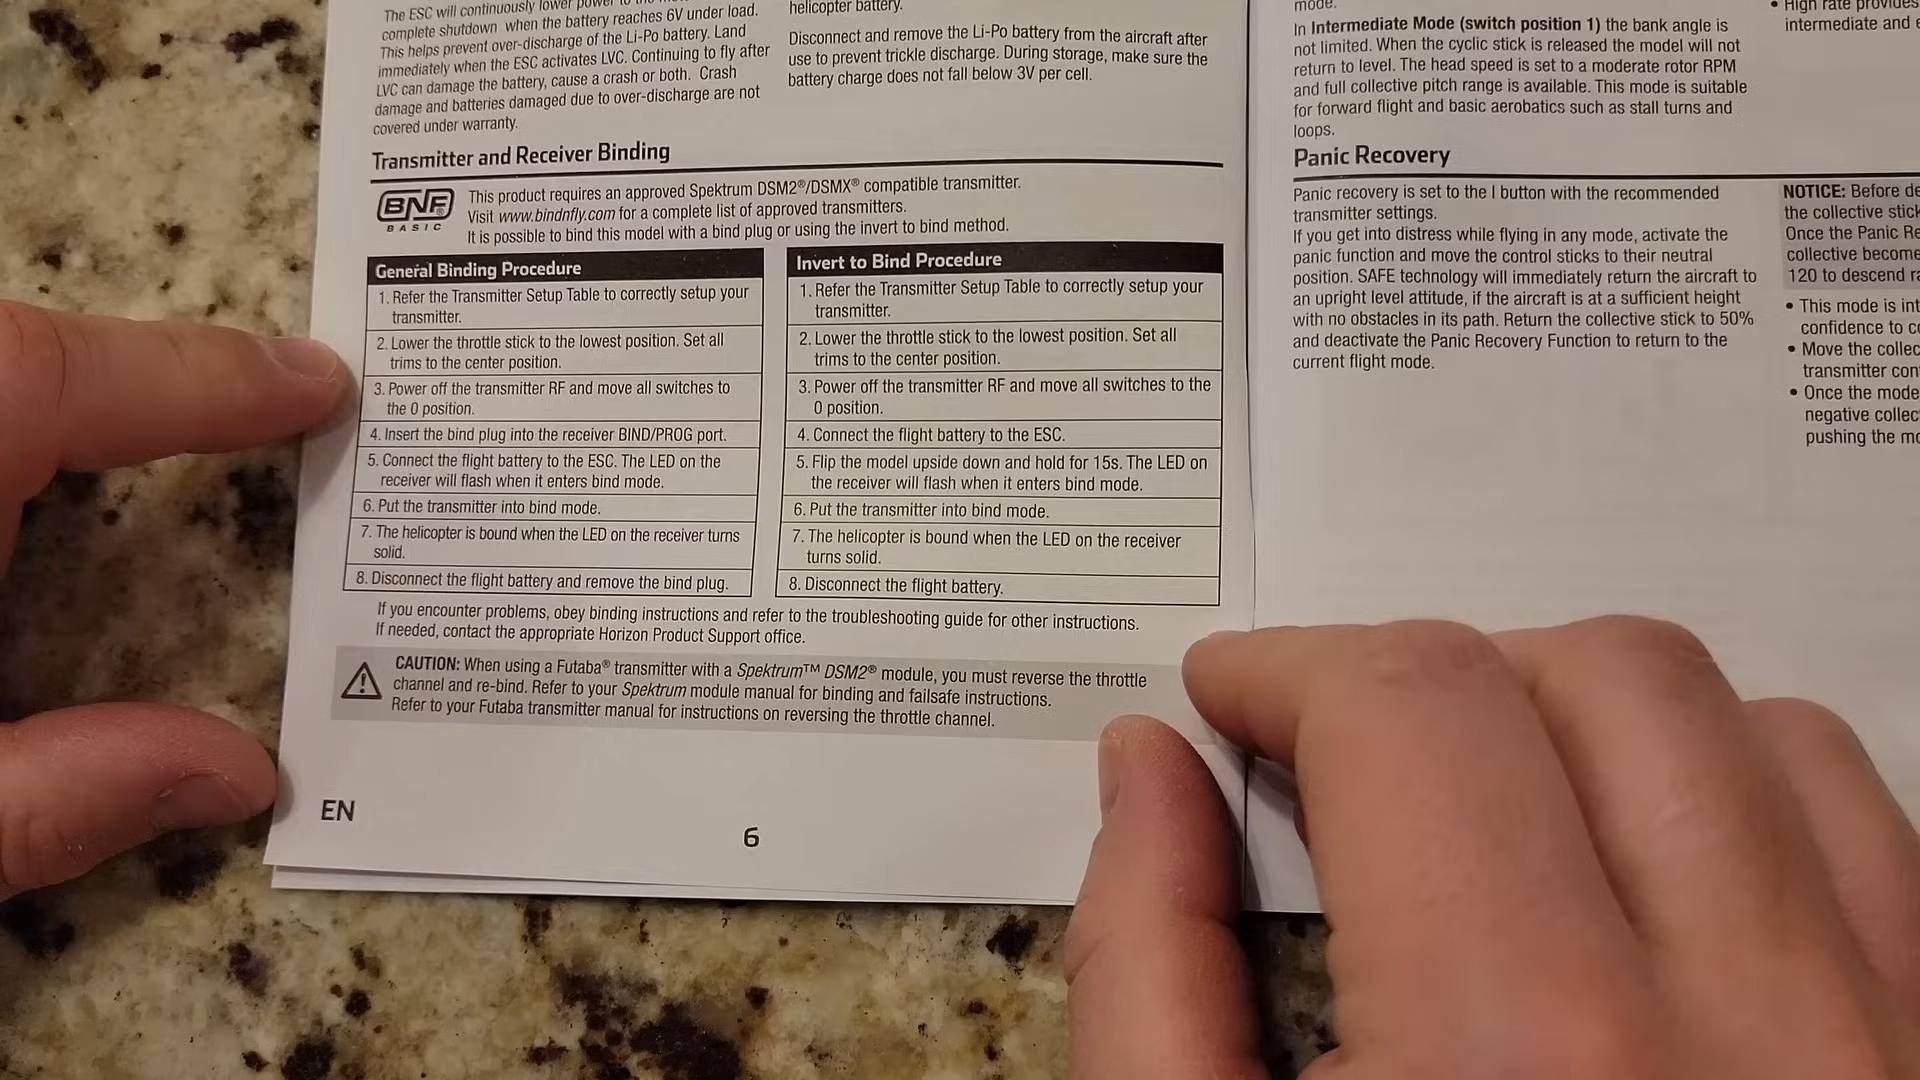 The ESC will continuously lower power to the
complete shutdown when the battery reaches 6V under load.
This helps prevent over-discharge of the Li-Po battery. Land
immediately when the ESC activates LVC. Continuing to fly after
LVC can damage the battery, cause a crash or both. Crash
damage and batteries damaged due to over-discharge are not
covered under warranty.
helicopter battery.
Disconnect and remove the Li-Po battery from the aircraft after
use to prevent trickle discharge. During storage, make sure the
battery charge does not fall below 3V per cell.
Transmitter and Receiver Binding
BNF®
BASIC
This product requires an approved Spektrum DSM2®/DSMX® compatible transmitter.
Visit www.bindnfly.com for a complete list of approved transmitters.
It is possible to bind this model with a bind plug or using the invert to bind method.
General Binding Procedure
1. Refer the Transmitter Setup Table to correctly setup your
transmitter.
2. Lower the throttle stick to the lowest position. Set all
trims to the center position.
3. Power off the transmitter RF and move all switches to
the 0 position.
4. Insert the bind plug into the receiver BIND/PROG port.
5. Connect the flight battery to the ESC. The LED on the
receiver will flash when it enters bind mode.
6. Put the transmitter into bind mode.
7. The helicopter is bound when the LED on the receiver turns
solid.
8. Disconnect the flight battery and remove the bind plug.
Invert to Bind Procedure
1. Refer the Transmitter Setup Table to correctly setup your
transmitter.
2. Lower the throttle stick to the lowest position. Set all
trims to the center position.
3. Power off the transmitter RF and move all switches to the
0 position.
4. Connect the flight battery to the ESC.
5. Flip the model upside down and hold for 15s. The LED on
the receiver will flash when it enters bind mode.
6. Put the transmitter into bind mode.
7. The helicopter is bound when the LED on the receiver
turns solid.
8. Disconnect the flight battery.
If you encounter problems, obey binding instructions and refer to the troubleshooting guide for other instructions.
If needed, contact the appropriate Horizon Product Support office.
CAUTION: When using a Futaba® transmitter with a Spektrum™ DSM2® module, you must reverse the throttle
channel and re-bind. Refer to your Spektrum module manual for binding and failsafe instructions.
Refer to your Futaba transmitter manual for instructions on reversing the throttle channel.
EN
6
mode.
In Intermediate Mode (switch position 1) the bank angle is
not limited. When the cyclic stick is released the model will not
return to level. The head speed is set to a moderate rotor RPM
and full collective pitch range is available. This mode is suitable
for forward flight and basic aerobatics such as stall turns and
loops.
• High rate provides
intermediate and
Panic Recovery
Panic recovery is set to the I button with the recommended
transmitter settings.
If you get into distress while flying in any mode, activate the
panic function and move the control sticks to their neutral
position. SAFE technology will immediately return the aircraft to
an upright level attitude, if the aircraft is at a sufficient height
with no obstacles in its path. Return the collective stick to 50%
and deactivate the Panic Recovery Function to return to the
current flight mode.
NOTICE: Before de
the collective stick
Once the Panic Re
collective become
120 to descend ra
• This mode is int
confidence to co
• Move the collec
transmitter con
• Once the mode
negative collec
pushing the mo